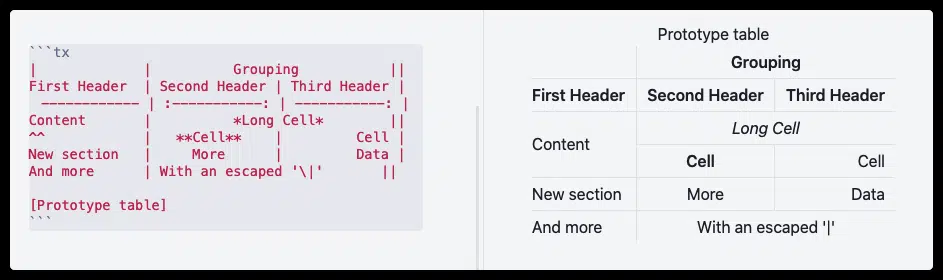 ```tx
|             |          Grouping           ||
First Header  | Second Header | Third Header |
 ------------ | :-----------: | -----------: |
Content       |          *Long Cell*        ||
^^            |   **Cell**    |         Cell |
New section   |     More      |         Data |
And more      | With an escaped '\|'       ||

[Prototype table]
```
Prototype table
Grouping
First Header Second Header Third Header
Content Long Cell
Cell Cell
New section More Data
And more With an escaped '|'